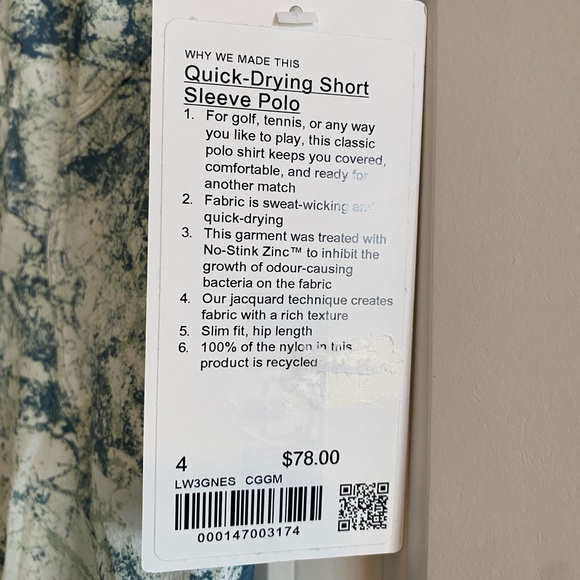 WHY WE MADE THIS
Quick-Drying Short
Sleeve Polo
1. For golf, tennis, or any way
you like to play, this classic
polo shirt keeps you covered,
comfortable, and ready for
another match
2. Fabric is sweat-wicking and
quick-drying
3. This garment was treated with
No-Stink Zinc™ to inhibit the
growth of odour-causing
bacteria on the fabric
4. Our jacquard technique creates
fabric with a rich texture
5. Slim fit, hip length
6. 100% of the nylon in this
product is recycled
4 $78.00
LW3GNES CGGM
000147003174